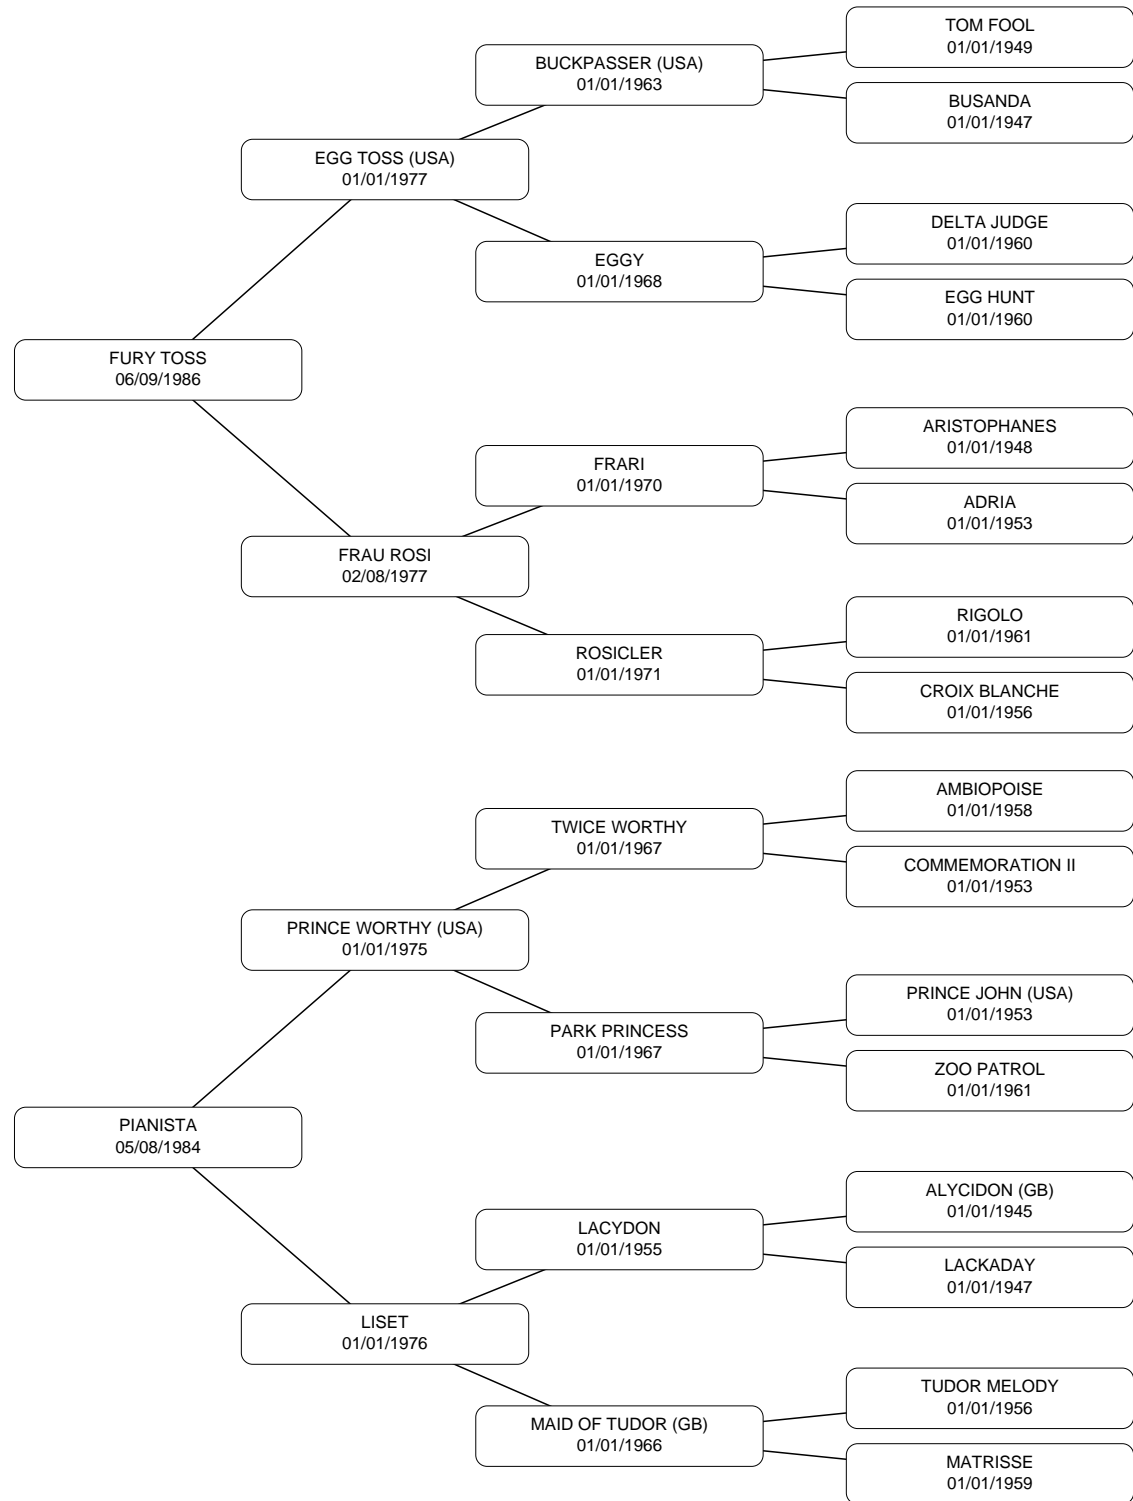 TOM FOOL
01/01/1949
BUCKPASSER (USA)
01/01/1963
BUSANDA
01/01/1947
EGG TOSS (USA)
01/01/1977
DELTA JUDGE
01/01/1960
EGGY
01/01/1968
EGG HUNT
01/01/1960
FURY TOSS
06/09/1986
ARISTOPHANES
01/01/1948
FRARI
01/01/1970
ADRIA
01/01/1953
FRAU ROSI
02/08/1977
RIGOLO
01/01/1961
ROSICLER
01/01/1971
CROIX BLANCHE
01/01/1956
AMBIOPOISE
01/01/1958
TWICE WORTHY
01/01/1967
COMMEMORATION II
01/01/1953
PRINCE WORTHY (USA)
01/01/1975
PRINCE JOHN (USA)
01/01/1953
PARK PRINCESS
01/01/1967
ZOO PATROL
01/01/1961
PIANISTA
05/08/1984
ALYCIDON (GB)
01/01/1945
LACYDON
01/01/1955
LACKADAY
01/01/1947
LISET
01/01/1976
TUDOR MELODY
01/01/1956
MAID OF TUDOR (GB)
01/01/1966
MATRISSE
01/01/1959